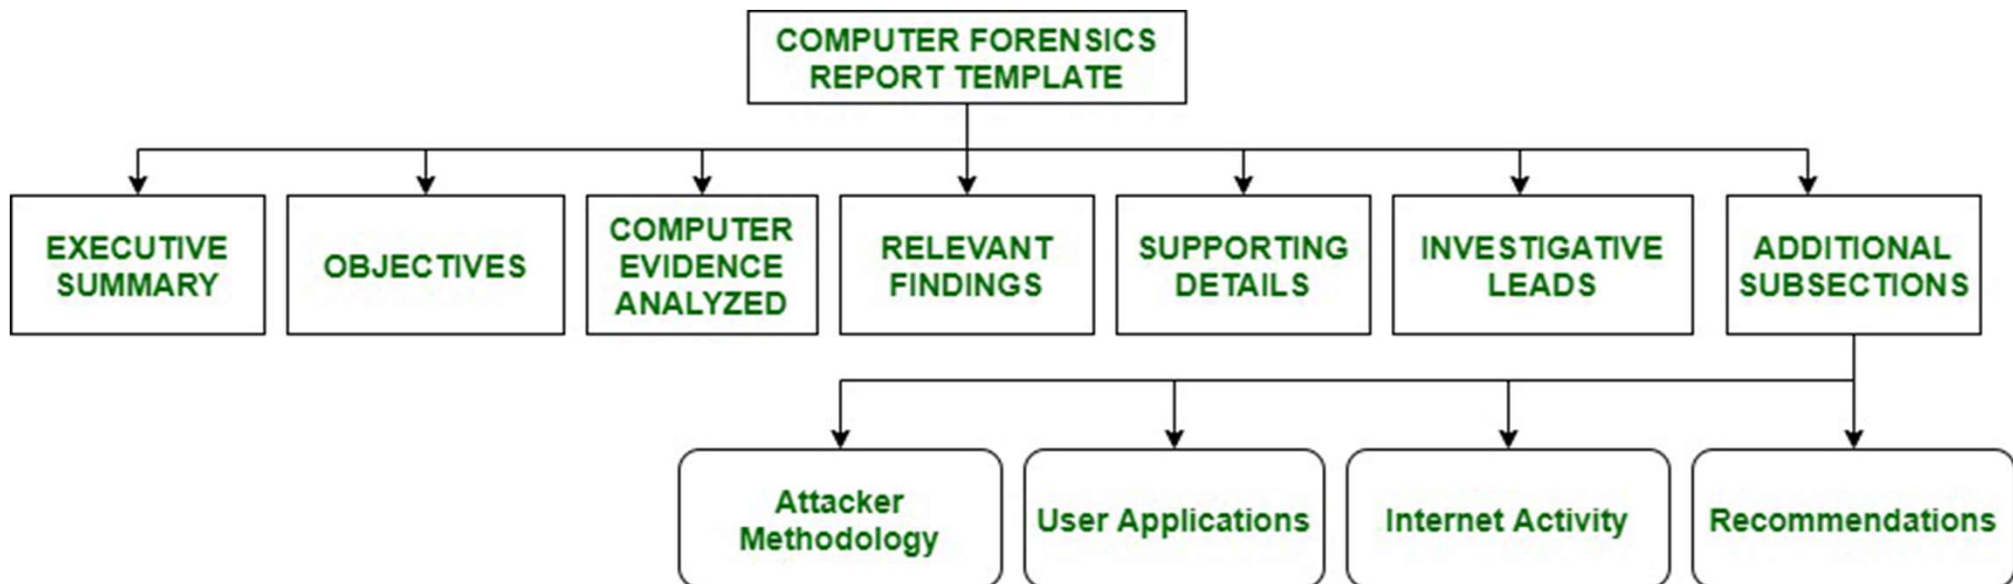 COMPUTER FORENSICS
REPORT TEMPLATE
EXECUTIVE
SUMMARY
OBJECTIVES
COMPUTER
EVIDENCE
ANALYZED
RELEVANT
FINDINGS
SUPPORTING
DETAILS
INVESTIGATIVE
LEADS
ADDITIONAL
SUBSECTIONS
Attacker
Methodology
User Applications
Internet Activity
Recommendations